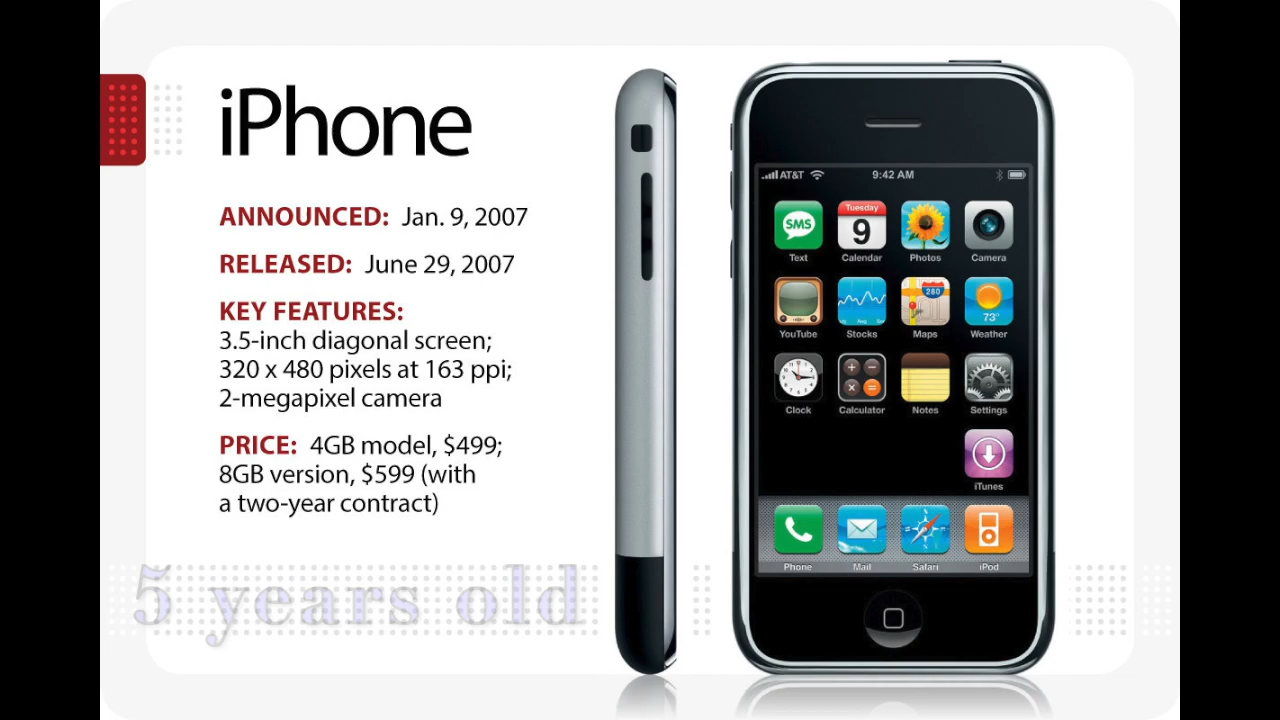 iPhone
ANNOUNCED: Jan. 9, 2007
RELEASED: June 29, 2007
KEY FEATURES:
3.5-inch diagonal screen;
320 x 480 pixels at 163 ppi;
2-megapixel camera
PRICE: 4GB model, $499;
8GB version, $599 (with
a two-year contract)
5 years old
AT&T 9:42 AM
SMS Tuesday 9
Text Calendar Photos Camera
280 73°
YouTube Stocks Maps Weather
Clock Calculator Notes Settings
iTunes
Phone Mail Safari iPod